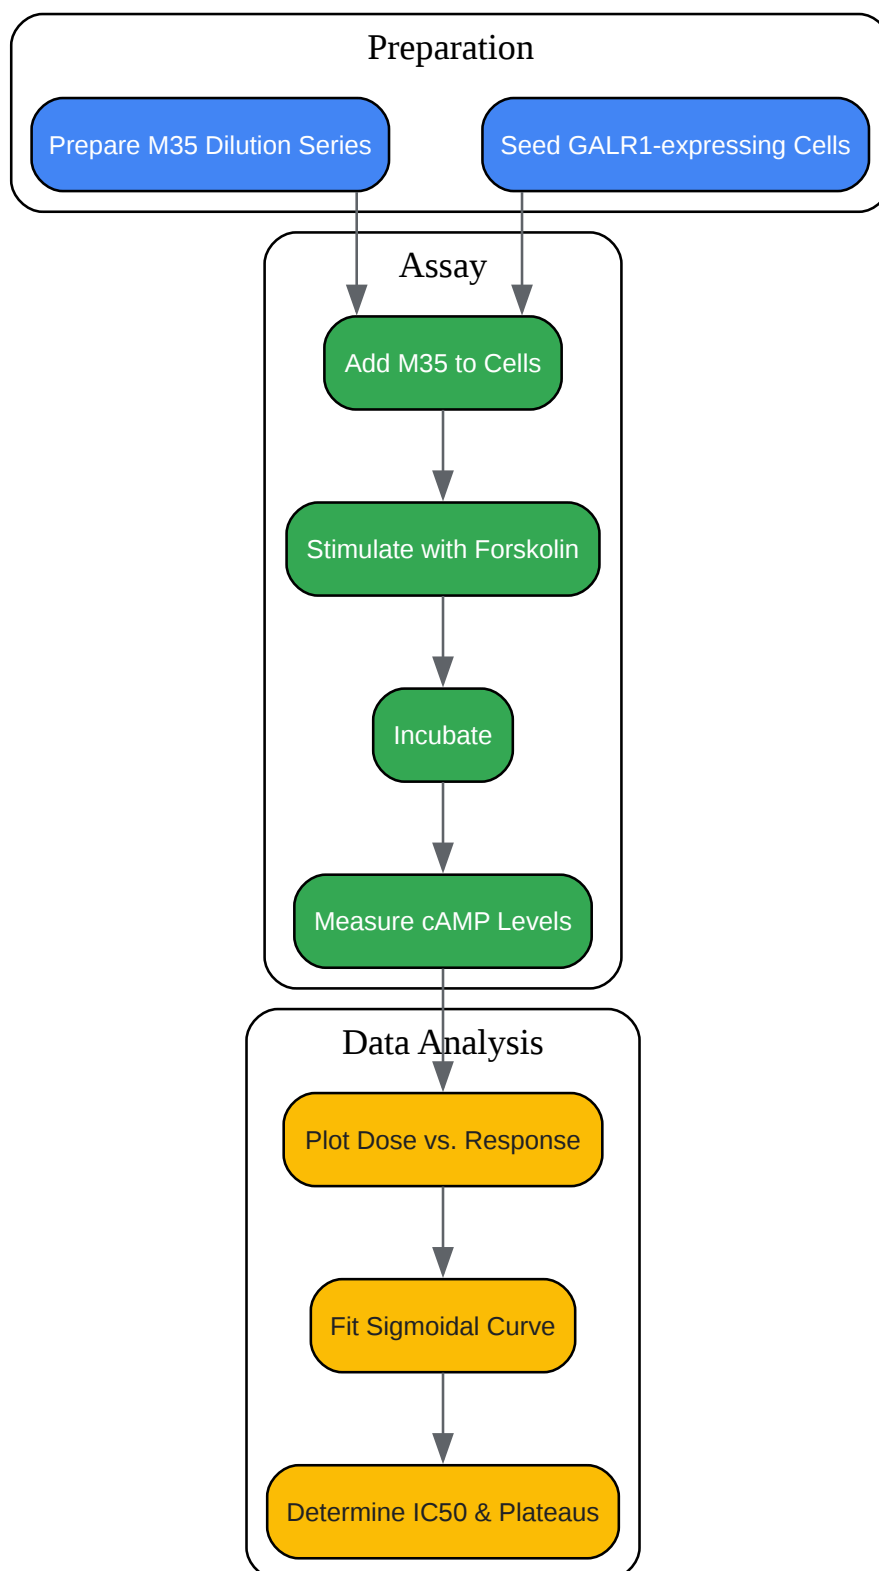 Preparation
Prepare M35 Dilution Series
Seed GALR1-expressing Cells
Assay
Add M35 to Cells
Stimulate with Forskolin
Incubate
Measure cAMP Levels
Data Analysis
Plot Dose vs. Response
Fit Sigmoidal Curve
Determine IC50 & Plateaus